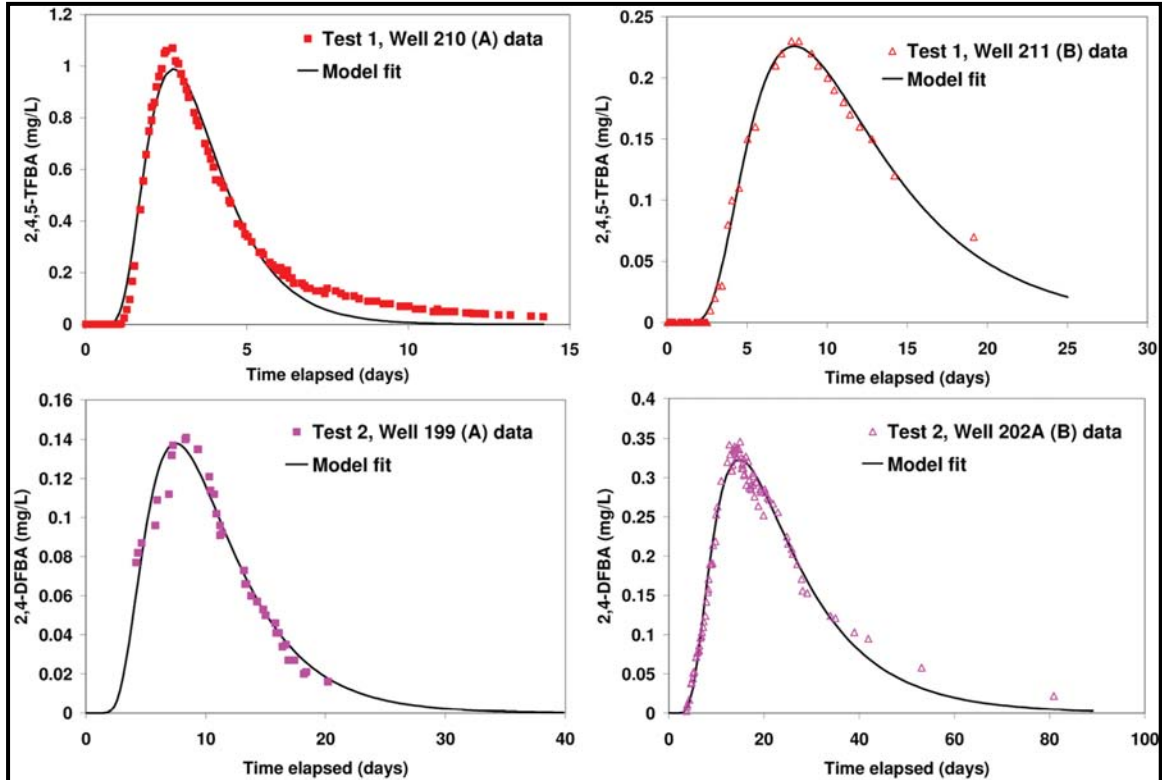 1.2
1
0.8
0.6
0.4
0.2
0
0 5 10 15
2,4,5-TFBA (mg/L)
Time elapsed (days)
Test 1, Well 210 (A) data
Model fit
0.25
0.2
0.15
0.1
0.05
0
0 5 10 15 20 25 30
2,4,5-TFBA (mg/L)
Time elapsed (days)
Test 1, Well 211 (B) data
Model fit
0.16
0.14
0.12
0.1
0.08
0.06
0.04
0.02
0
0 10 20 30 40
2,4-DFBA (mg/L)
Time elapsed (days)
Test 2, Well 199 (A) data
Model fit
0.4
0.35
0.3
0.25
0.2
0.15
0.1
0.05
0
0 20 40 60 80 100
2,4-DFBA (mg/L)
Time elapsed (days)
Test 2, Well 202A (B) data
Model fit